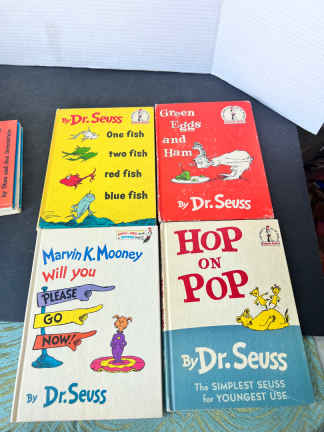 By Dr. Seuss
One fish
two fish
red fish
blue fish
Green
Eggs
and
Ham
By Dr. Seuss
Marvin K. Mooney
Will you
PLEASE
GO
NOW!
By Dr. Seuss
HOP
ON
POP
By Dr. Seuss
The SIMPLEST SEUSS
for YOUNGEST USE